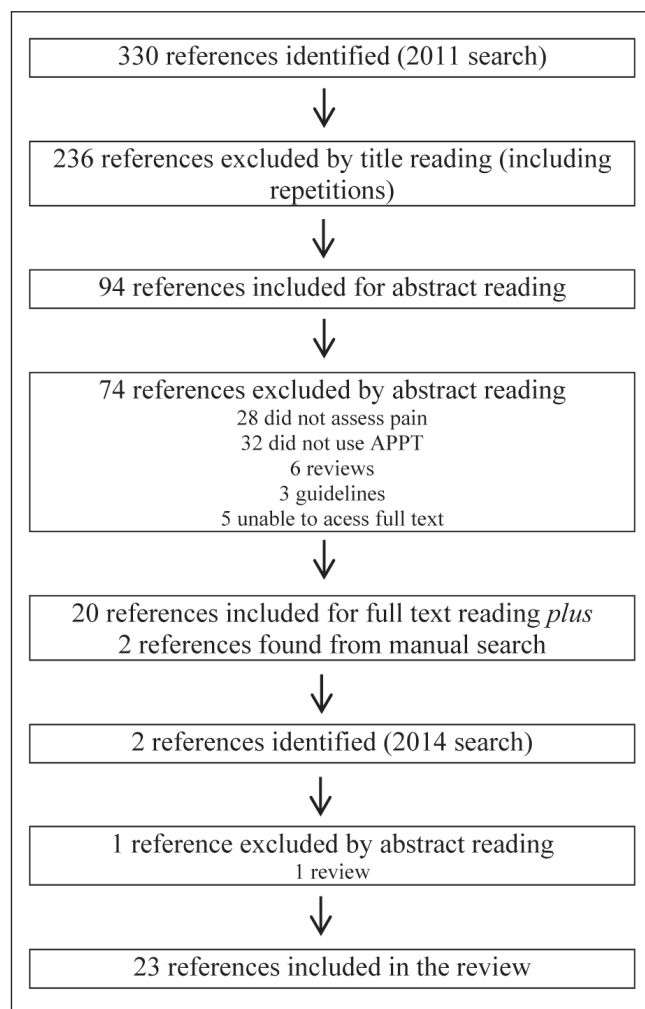 330 references identified (2011 search)
236 references excluded by title reading (including
repetitions)
94 references included for abstract reading
74 references excluded by abstract reading
28 did not assess pain
32 did not use APPT
6 reviews
3 guidelines
5 unable to acess full text
20 references included for full text reading plus
2 references found from manual search
2 references identified (2014 search)
1 reference excluded by abstract reading
1 review
23 references included in the review